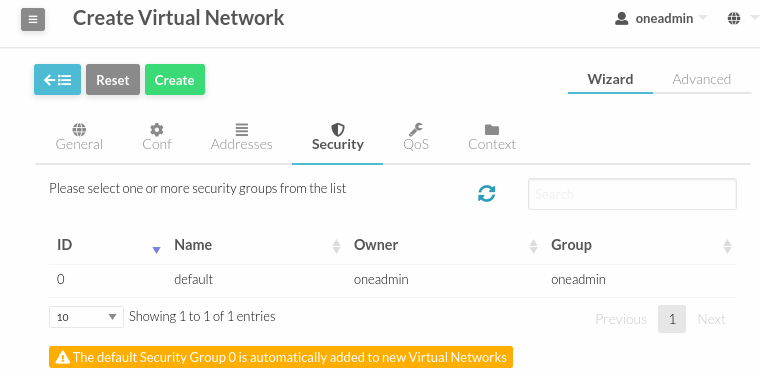 Create Virtual Network
oneadmin
Reset Create
Wizard Advanced
General Conf Addresses Security QoS Context
Please select one or more security groups from the list
Search
ID Name Owner Group
0 default oneadmin oneadmin
10 Showing 1 to 1 of 1 entries
Previous 1 Next
The default Security Group 0 is automatically added to new Virtual Networks